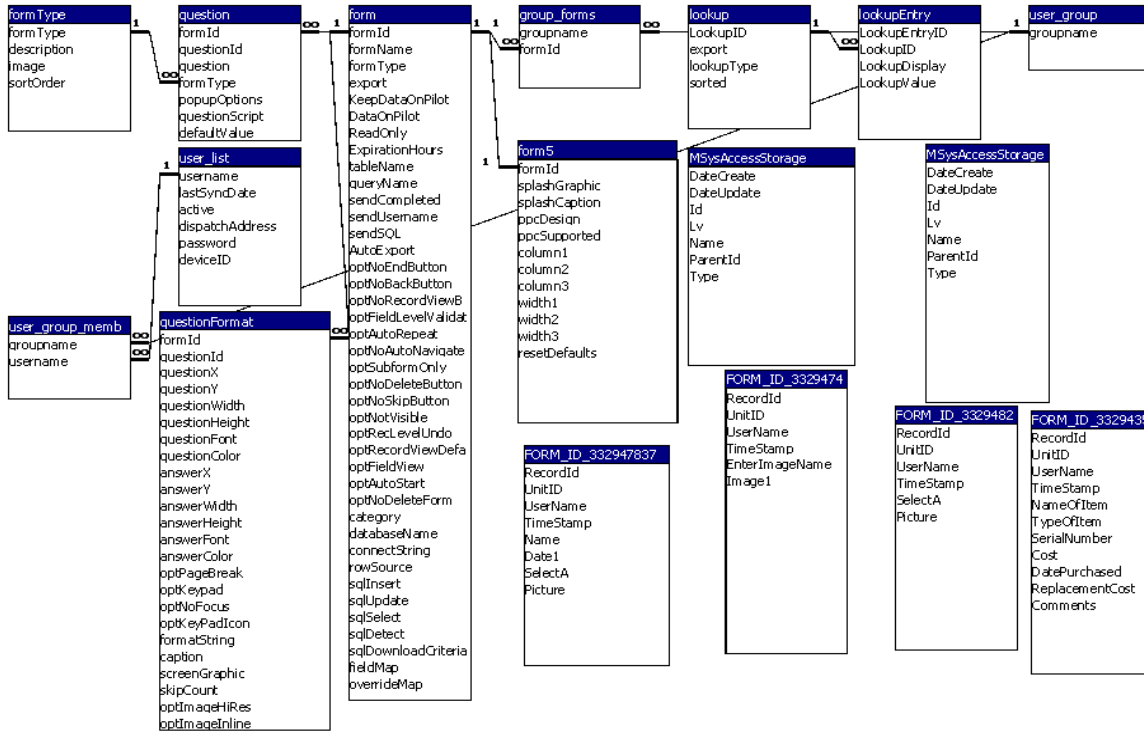 formType
formType
description
image
sortOrder
1
∞
question
formId
questionId
question
formType
popupOptions
questionScript
defaultValue
∞
1
form
formId
formName
formType
export
KeepDataOnPilot
DataOnPilot
ReadOnly
ExpirationHours
tableName
queryName
sendCompleted
sendUsername
sendSQL
AutoExport
optNoEndButton
optNoBackButton
optNoRecordViewB
optFieldLevelValidat
optAutoRepeat
optNoAutoNavigate
optSubformOnly
optNoDeleteButton
optNoSkipButton
optNotVisible
optRecLevelUndo
optRecordViewDefa
optFieldView
optAutoStart
optNoDeleteForm
category
databaseName
connectString
rowSource
sqlInsert
sqlUpdate
sqlSelect
sqlDetect
sqlDownloadCriteria
fieldMap
overrideMap
1
∞
1
group_forms
groupname
formId
∞
lookup
LookupID
export
lookupType
sorted
1
∞
lookupEntry
LookupEntryID
LookupID
LookupDisplay
LookupValue
1
user_group
groupname
user_list
username
lastSyncDate
active
dispatchAddress
password
deviceID
1
form5
formId
splashGraphic
splashCaption
ppcDesign
ppcSupported
column1
column2
column3
width1
width2
width3
resetDefaults
MSysAccessStorage
DateCreate
DateUpdate
Id
Lv
Name
ParentId
Type
MSysAccessStorage
DateCreate
DateUpdate
Id
Lv
Name
ParentId
Type
user_group_memb
groupname
username
∞
∞
questionFormat
formId
questionId
questionX
questionY
questionWidth
questionHeight
questionFont
questionColor
answerX
answerY
answerWidth
answerHeight
answerFont
answerColor
optPageBreak
optKeypad
optNoFocus
optKeyPadIcon
formatString
caption
screenGraphic
skipCount
optImageHiRes
optImageInline
∞
FORM_ID_332947837
RecordId
UnitID
UserName
TimeStamp
Name
Date1
SelectA
Picture
FORM_ID_3329474
RecordId
UnitID
UserName
TimeStamp
EnterImageName
Image1
FORM_ID_3329482
RecordId
UnitID
UserName
TimeStamp
SelectA
Picture
FORM_ID_3329435
RecordId
UnitID
UserName
TimeStamp
NameOfItem
TypeOfItem
SerialNumber
Cost
DatePurchased
ReplacementCost
Comments